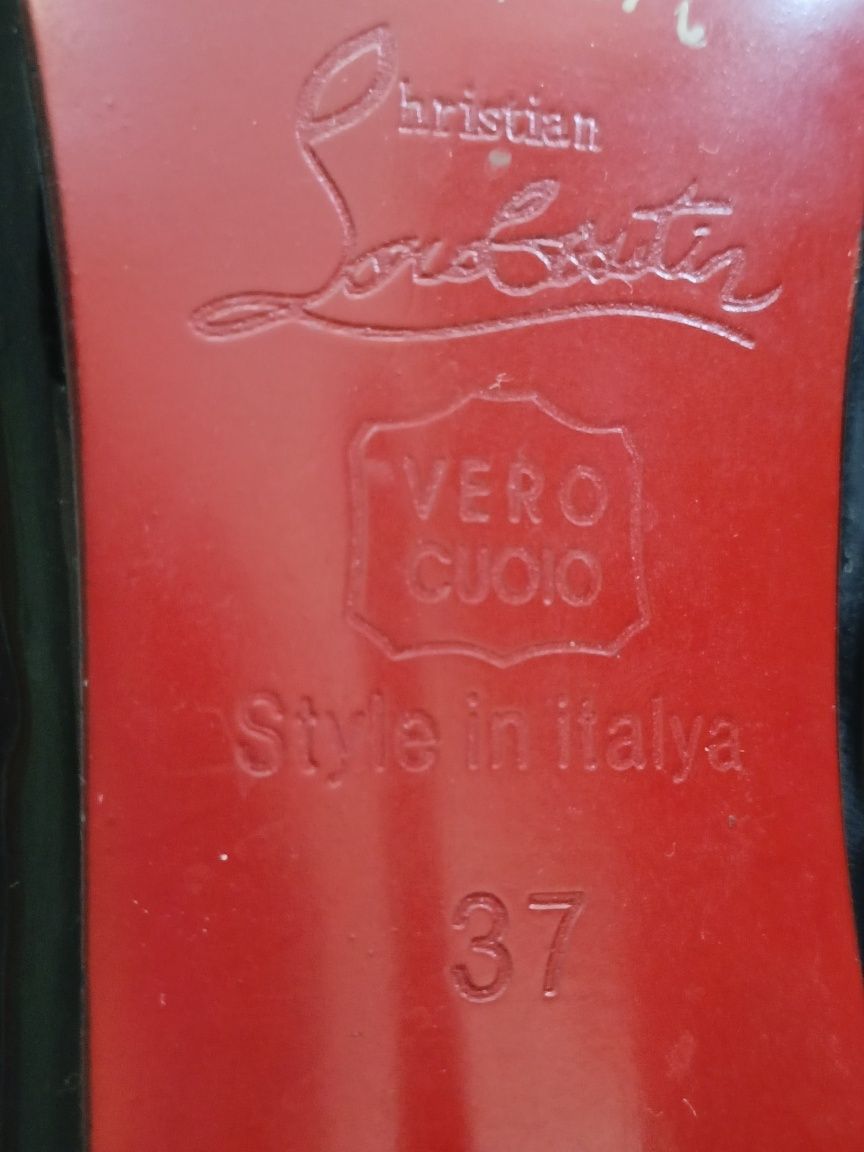 Christian
Louboutin
VERO
CUOIO
Style in italya
37